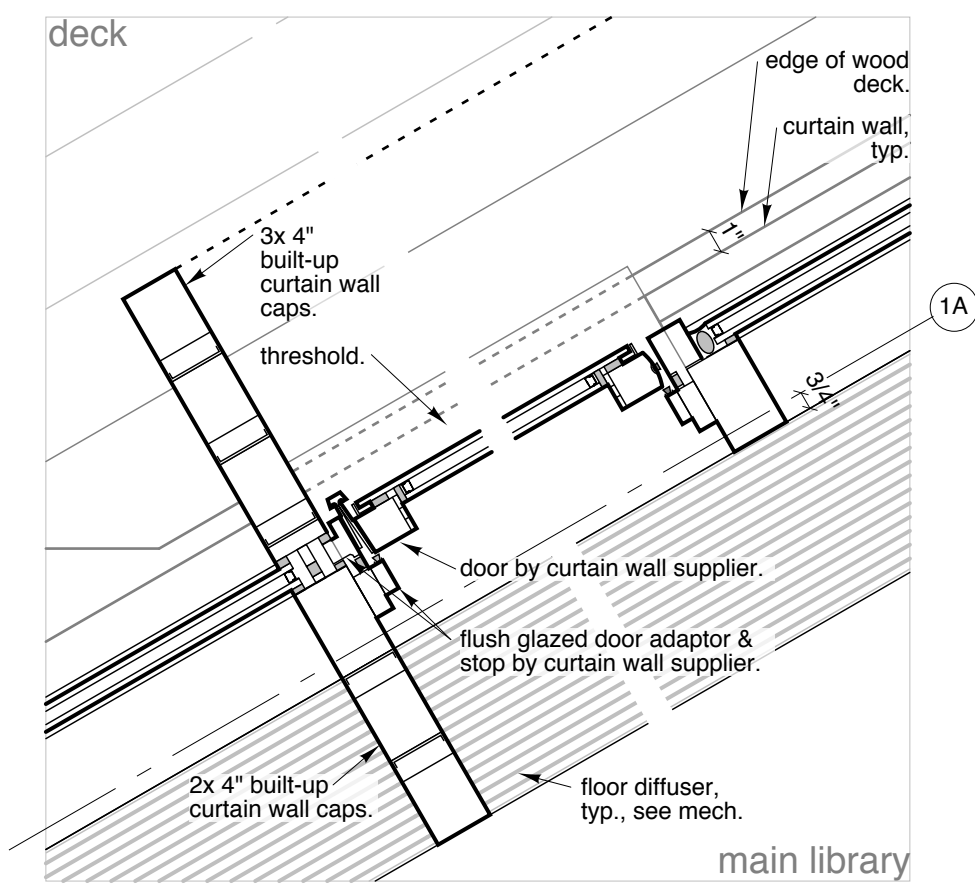 deck
edge of wood
deck.
curtain wall,
typ.
1"
3x 4"
built-up
curtain wall
caps.
1A
threshold.
3/4"
door by curtain wall supplier.
flush glazed door adaptor &
stop by curtain wall supplier.
2x 4" built-up
curtain wall caps.
floor diffuser,
typ., see mech.
main library